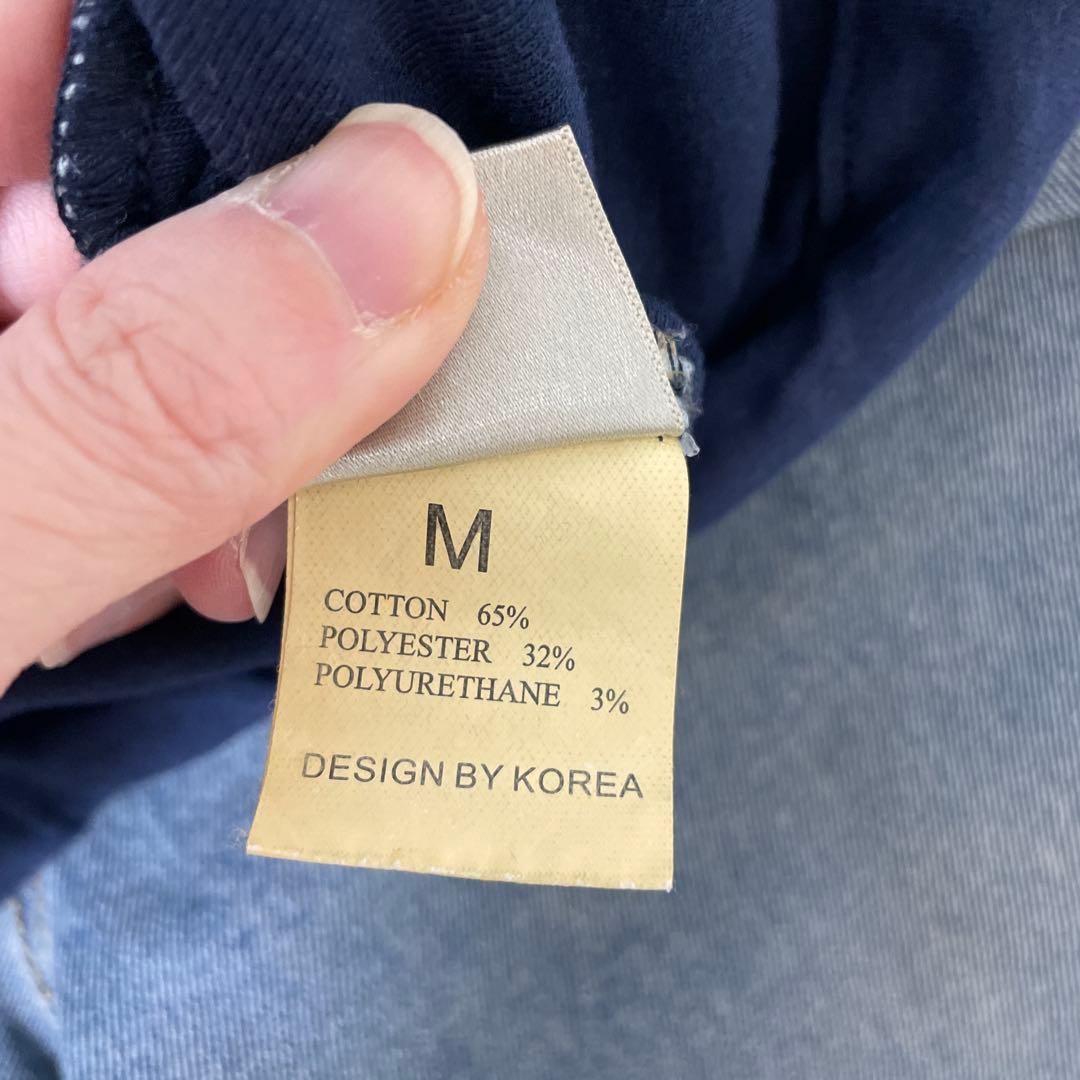 M
COTTON 65%
POLYESTER 32%
POLYURETHANE 3%
DESIGN BY KOREA